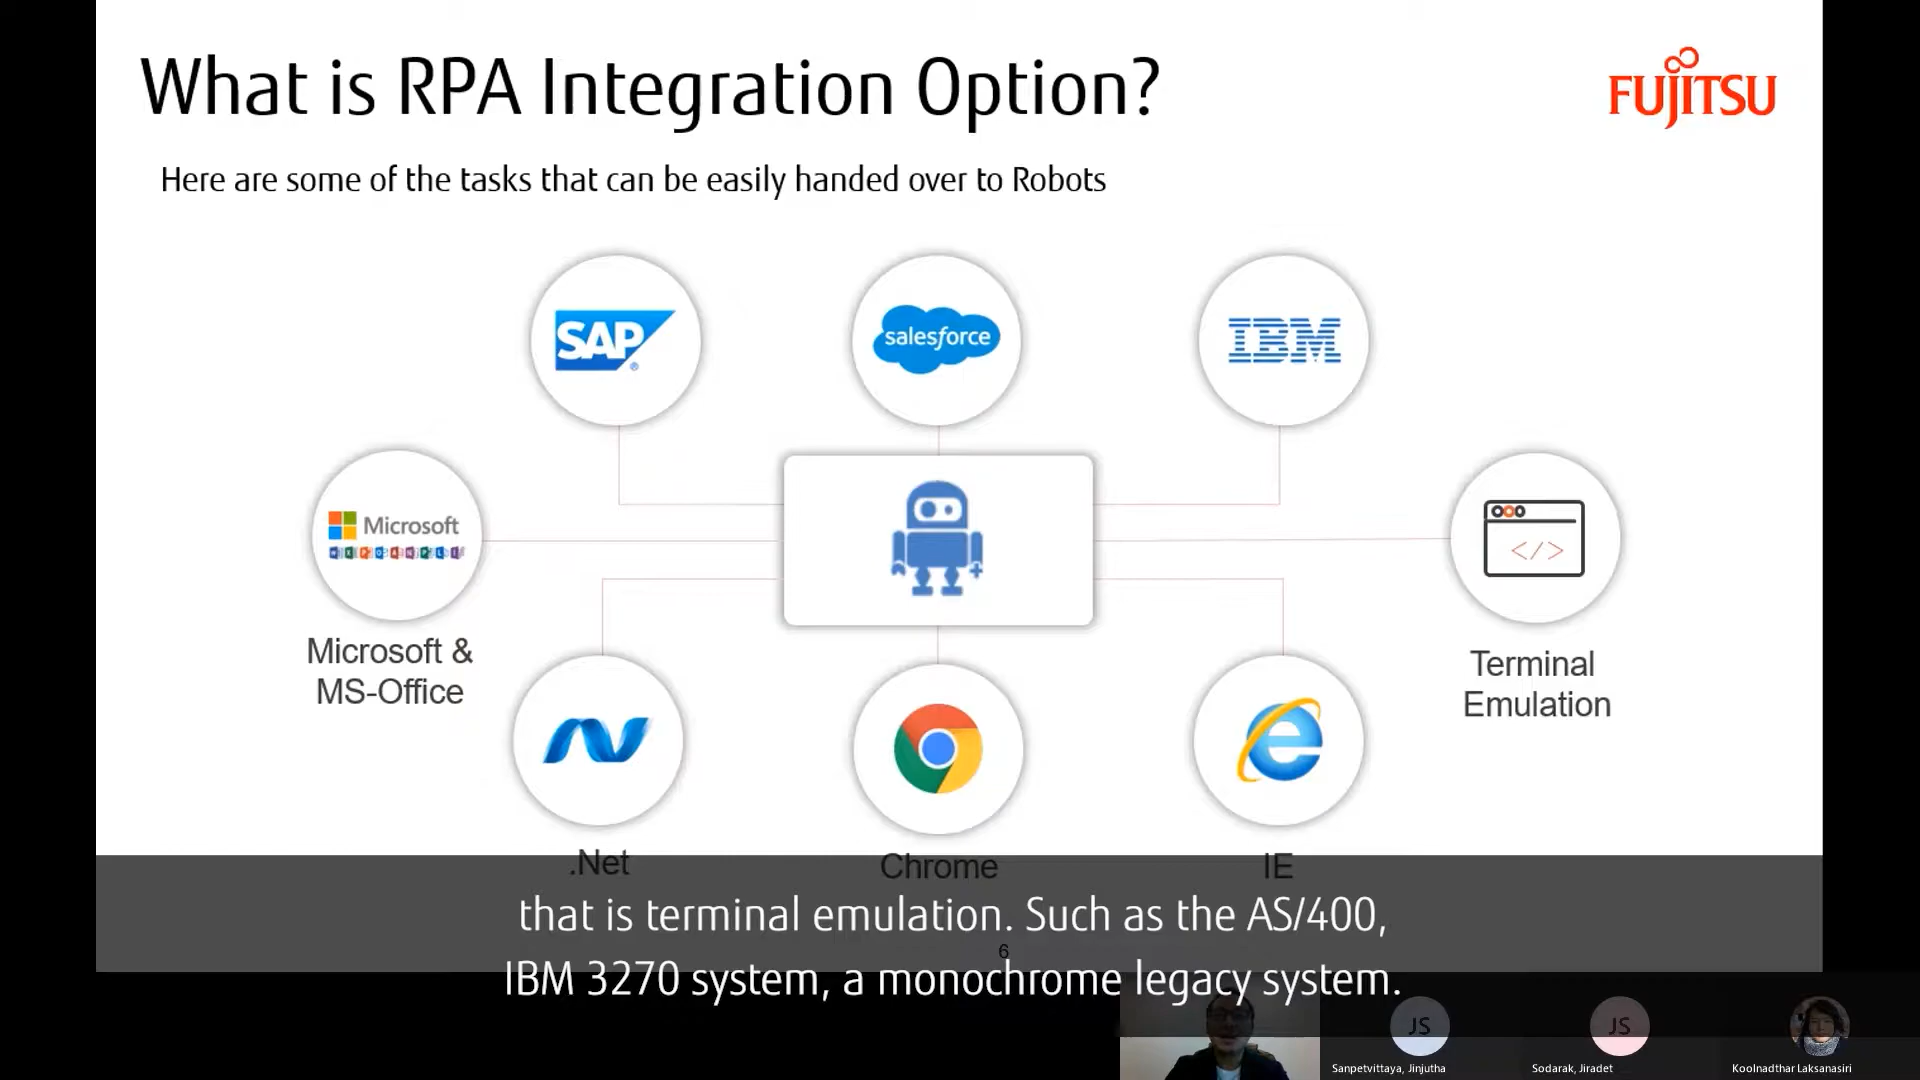 What is RPA Integration Option?
FUJITSU
Here are some of the tasks that can be easily handed over to Robots
SAP®
salesforce
IBM
Microsoft
Microsoft &
MS-Office
</>
Terminal
Emulation
.Net
Chrome
IE
that is terminal emulation. Such as the AS/400,
6
IBM 3270 system, a monochrome legacy system.
JS
JS
Sanpetvittaya, Jinjutha
Sodarak, Jiradet
Koolnadthar Laksanasiri